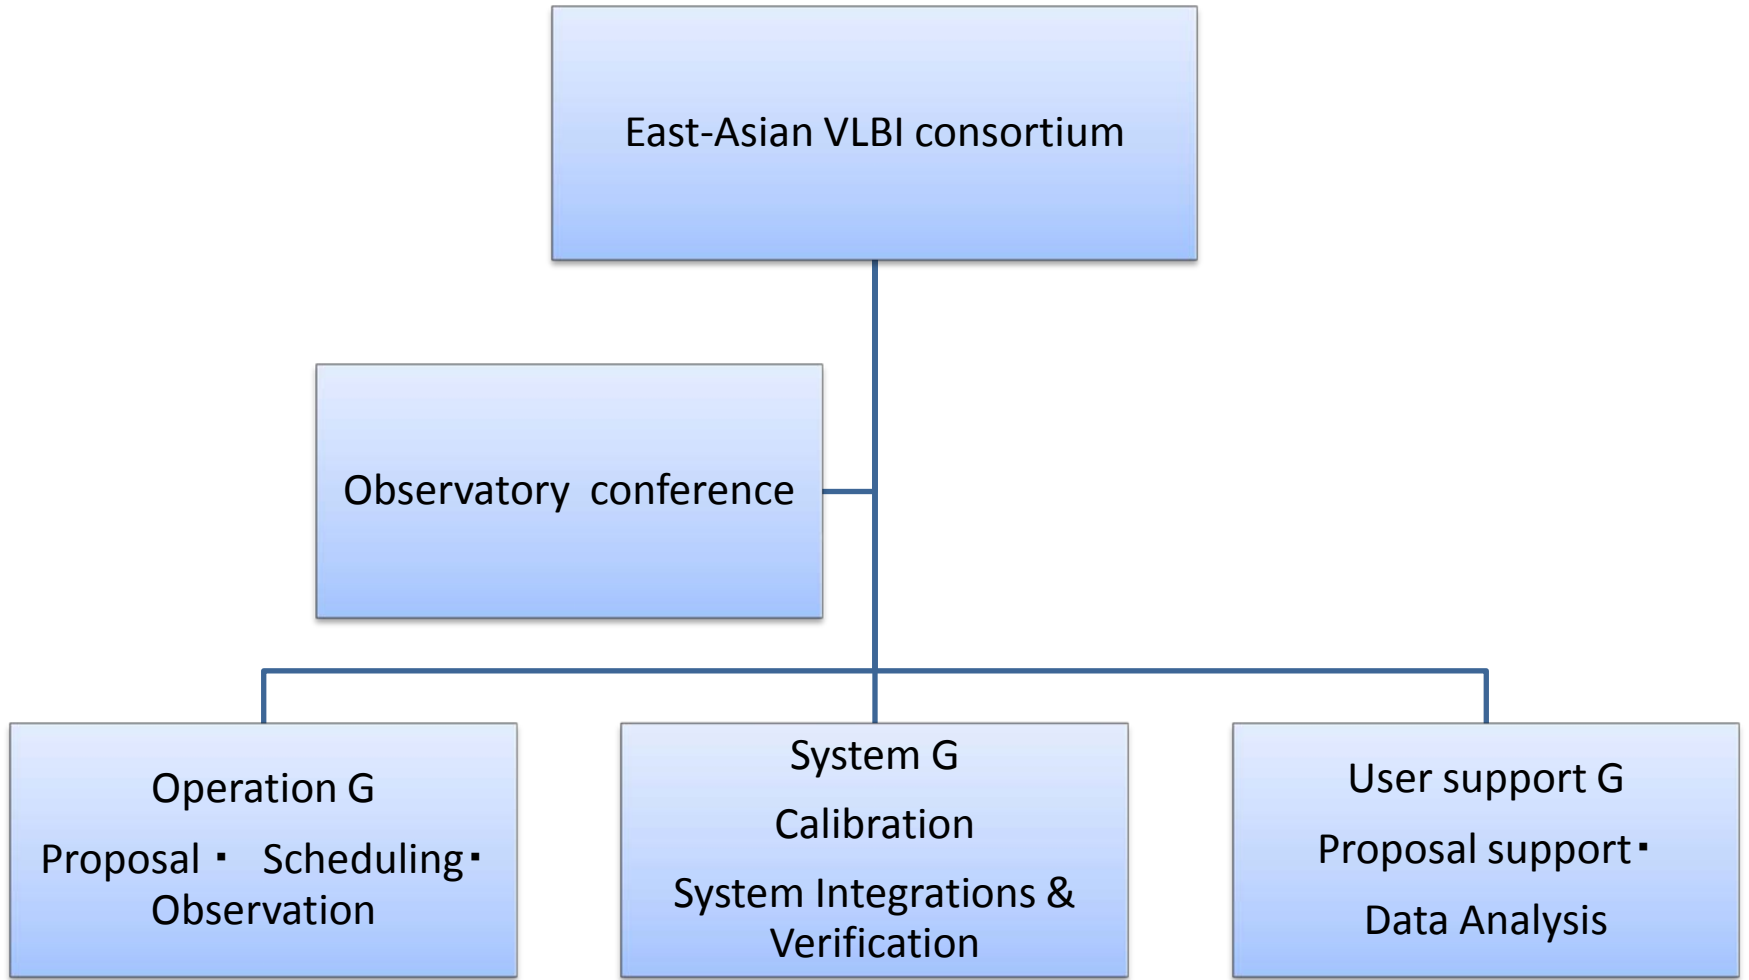 East-Asian VLBI consortium
Observatory  conference
Operation G
Proposal・ Scheduling・
Observation
System G
Calibration
System Integrations &
Verification
User support G
Proposal support・
Data Analysis